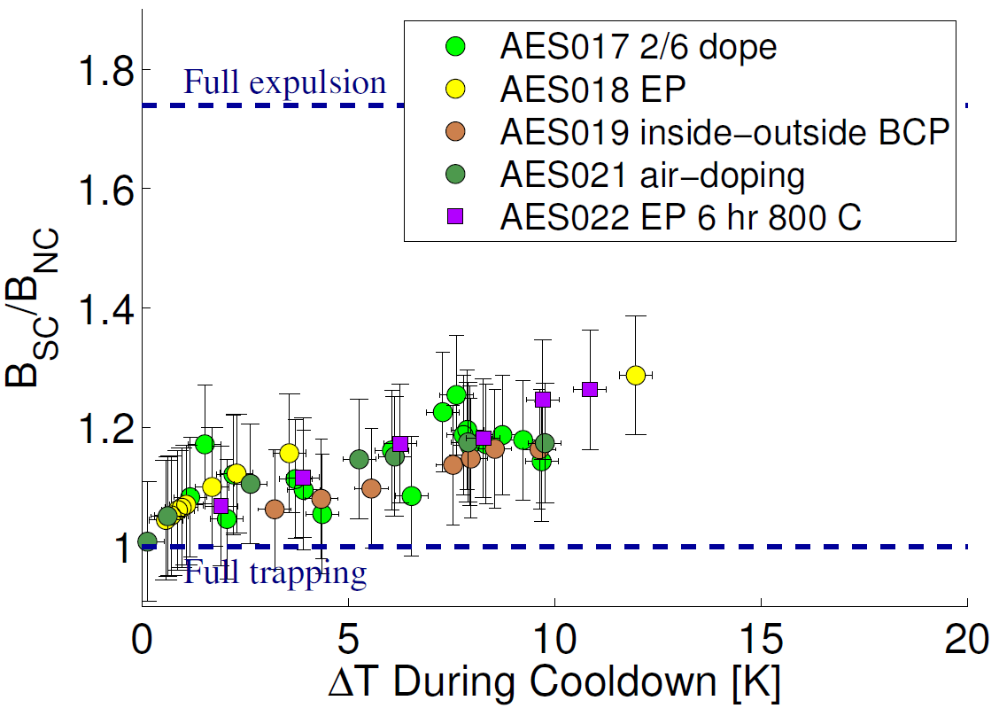 1.8
Full expulsion
AES017 2/6 dope
AES018 EP
AES019 inside−outside BCP
AES021 air−doping
AES022 EP 6 hr 800 C
1.6
1.4
B_SC/B_NC
1.2
1
Full trapping
0 5 10 15 20
ΔT During Cooldown [K]